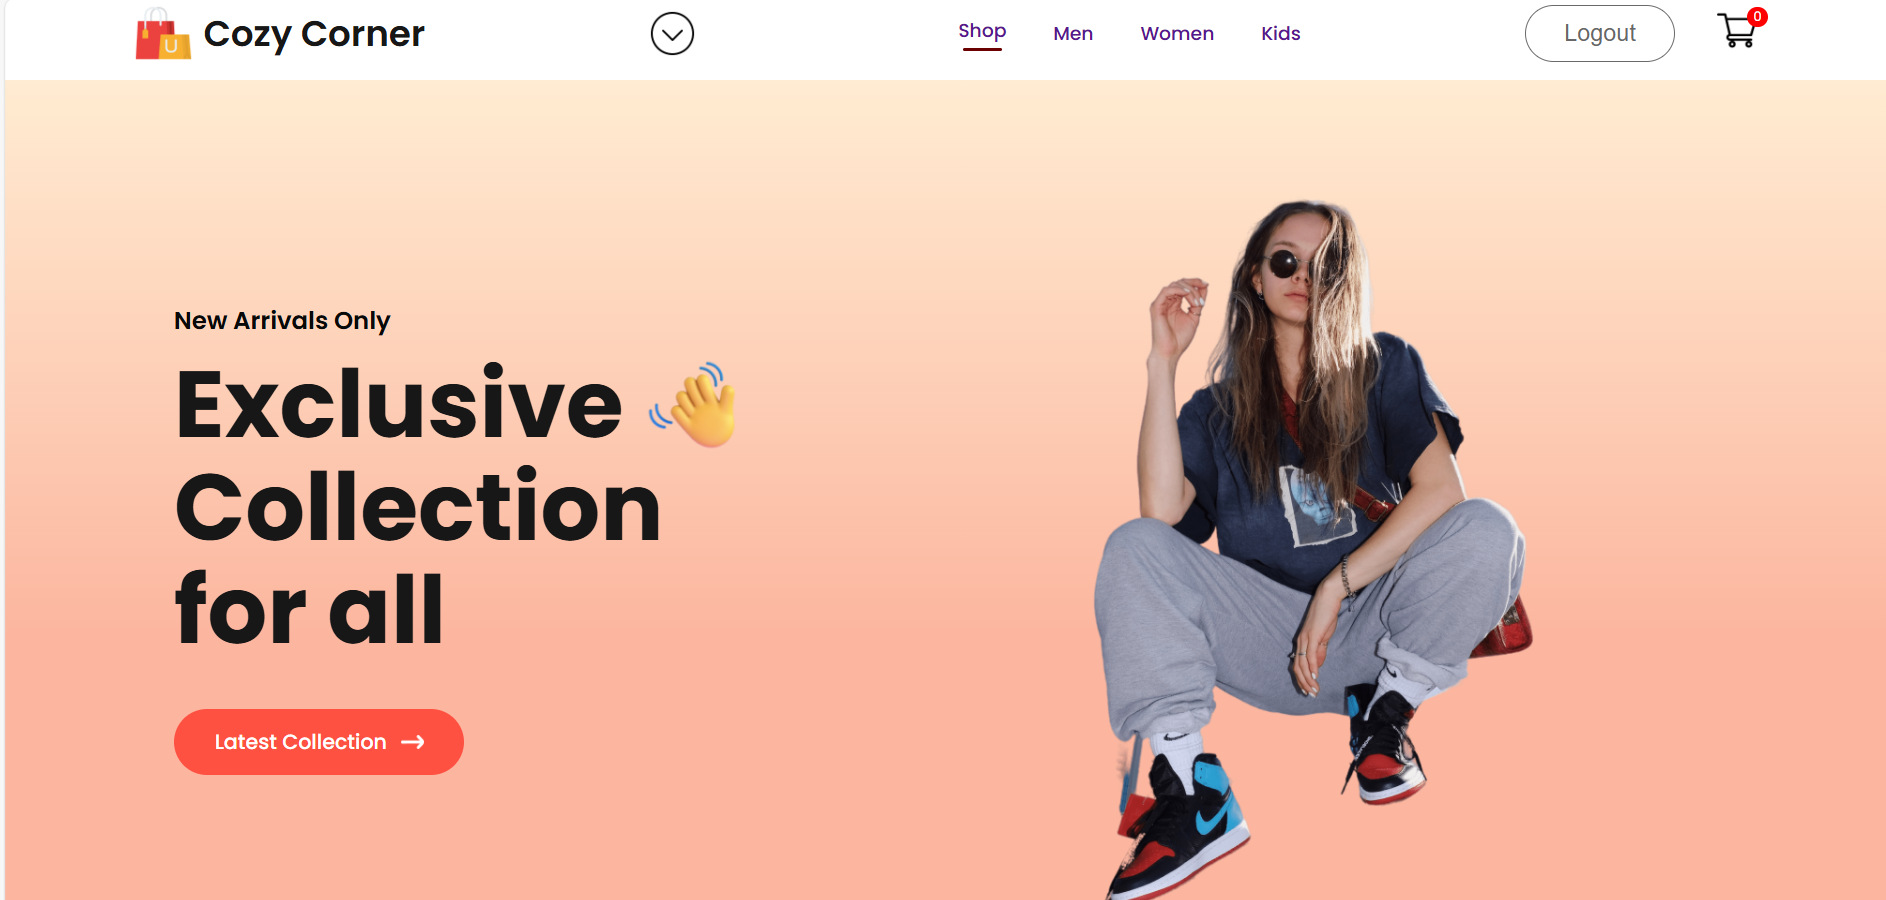 U
Cozy Corner
Shop
Men
Women
Kids
Logout
0
New Arrivals Only
Exclusive 👋
Collection
for all
Latest Collection →